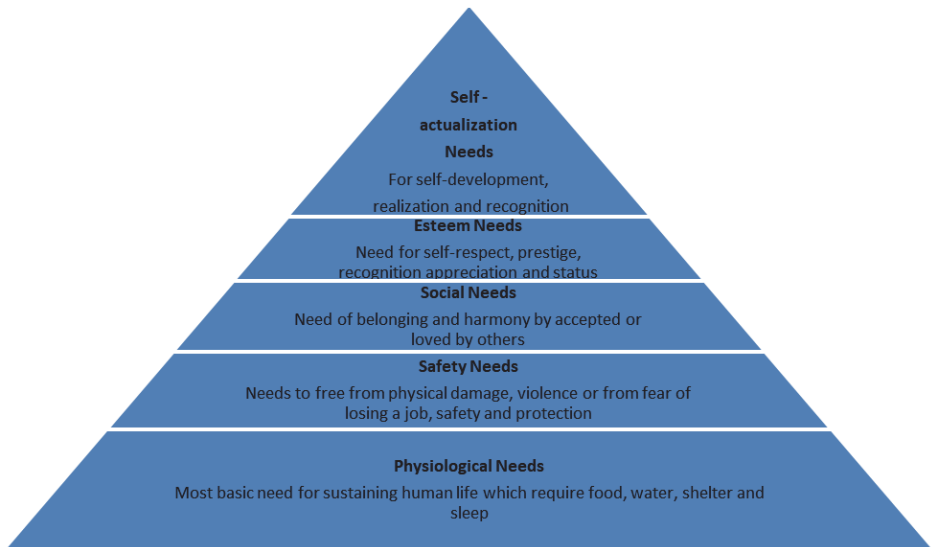 Self -
actualization
Needs
For self-development,
realization and recognition
Esteem Needs
Need for self-respect, prestige,
recognition appreciation and status
Social Needs
Need of belonging and harmony by accepted or
loved by others
Safety Needs
Needs to free from physical damage, violence or from fear of
losing a job, safety and protection
Physiological Needs
Most basic need for sustaining human life which require food, water, shelter and
sleep